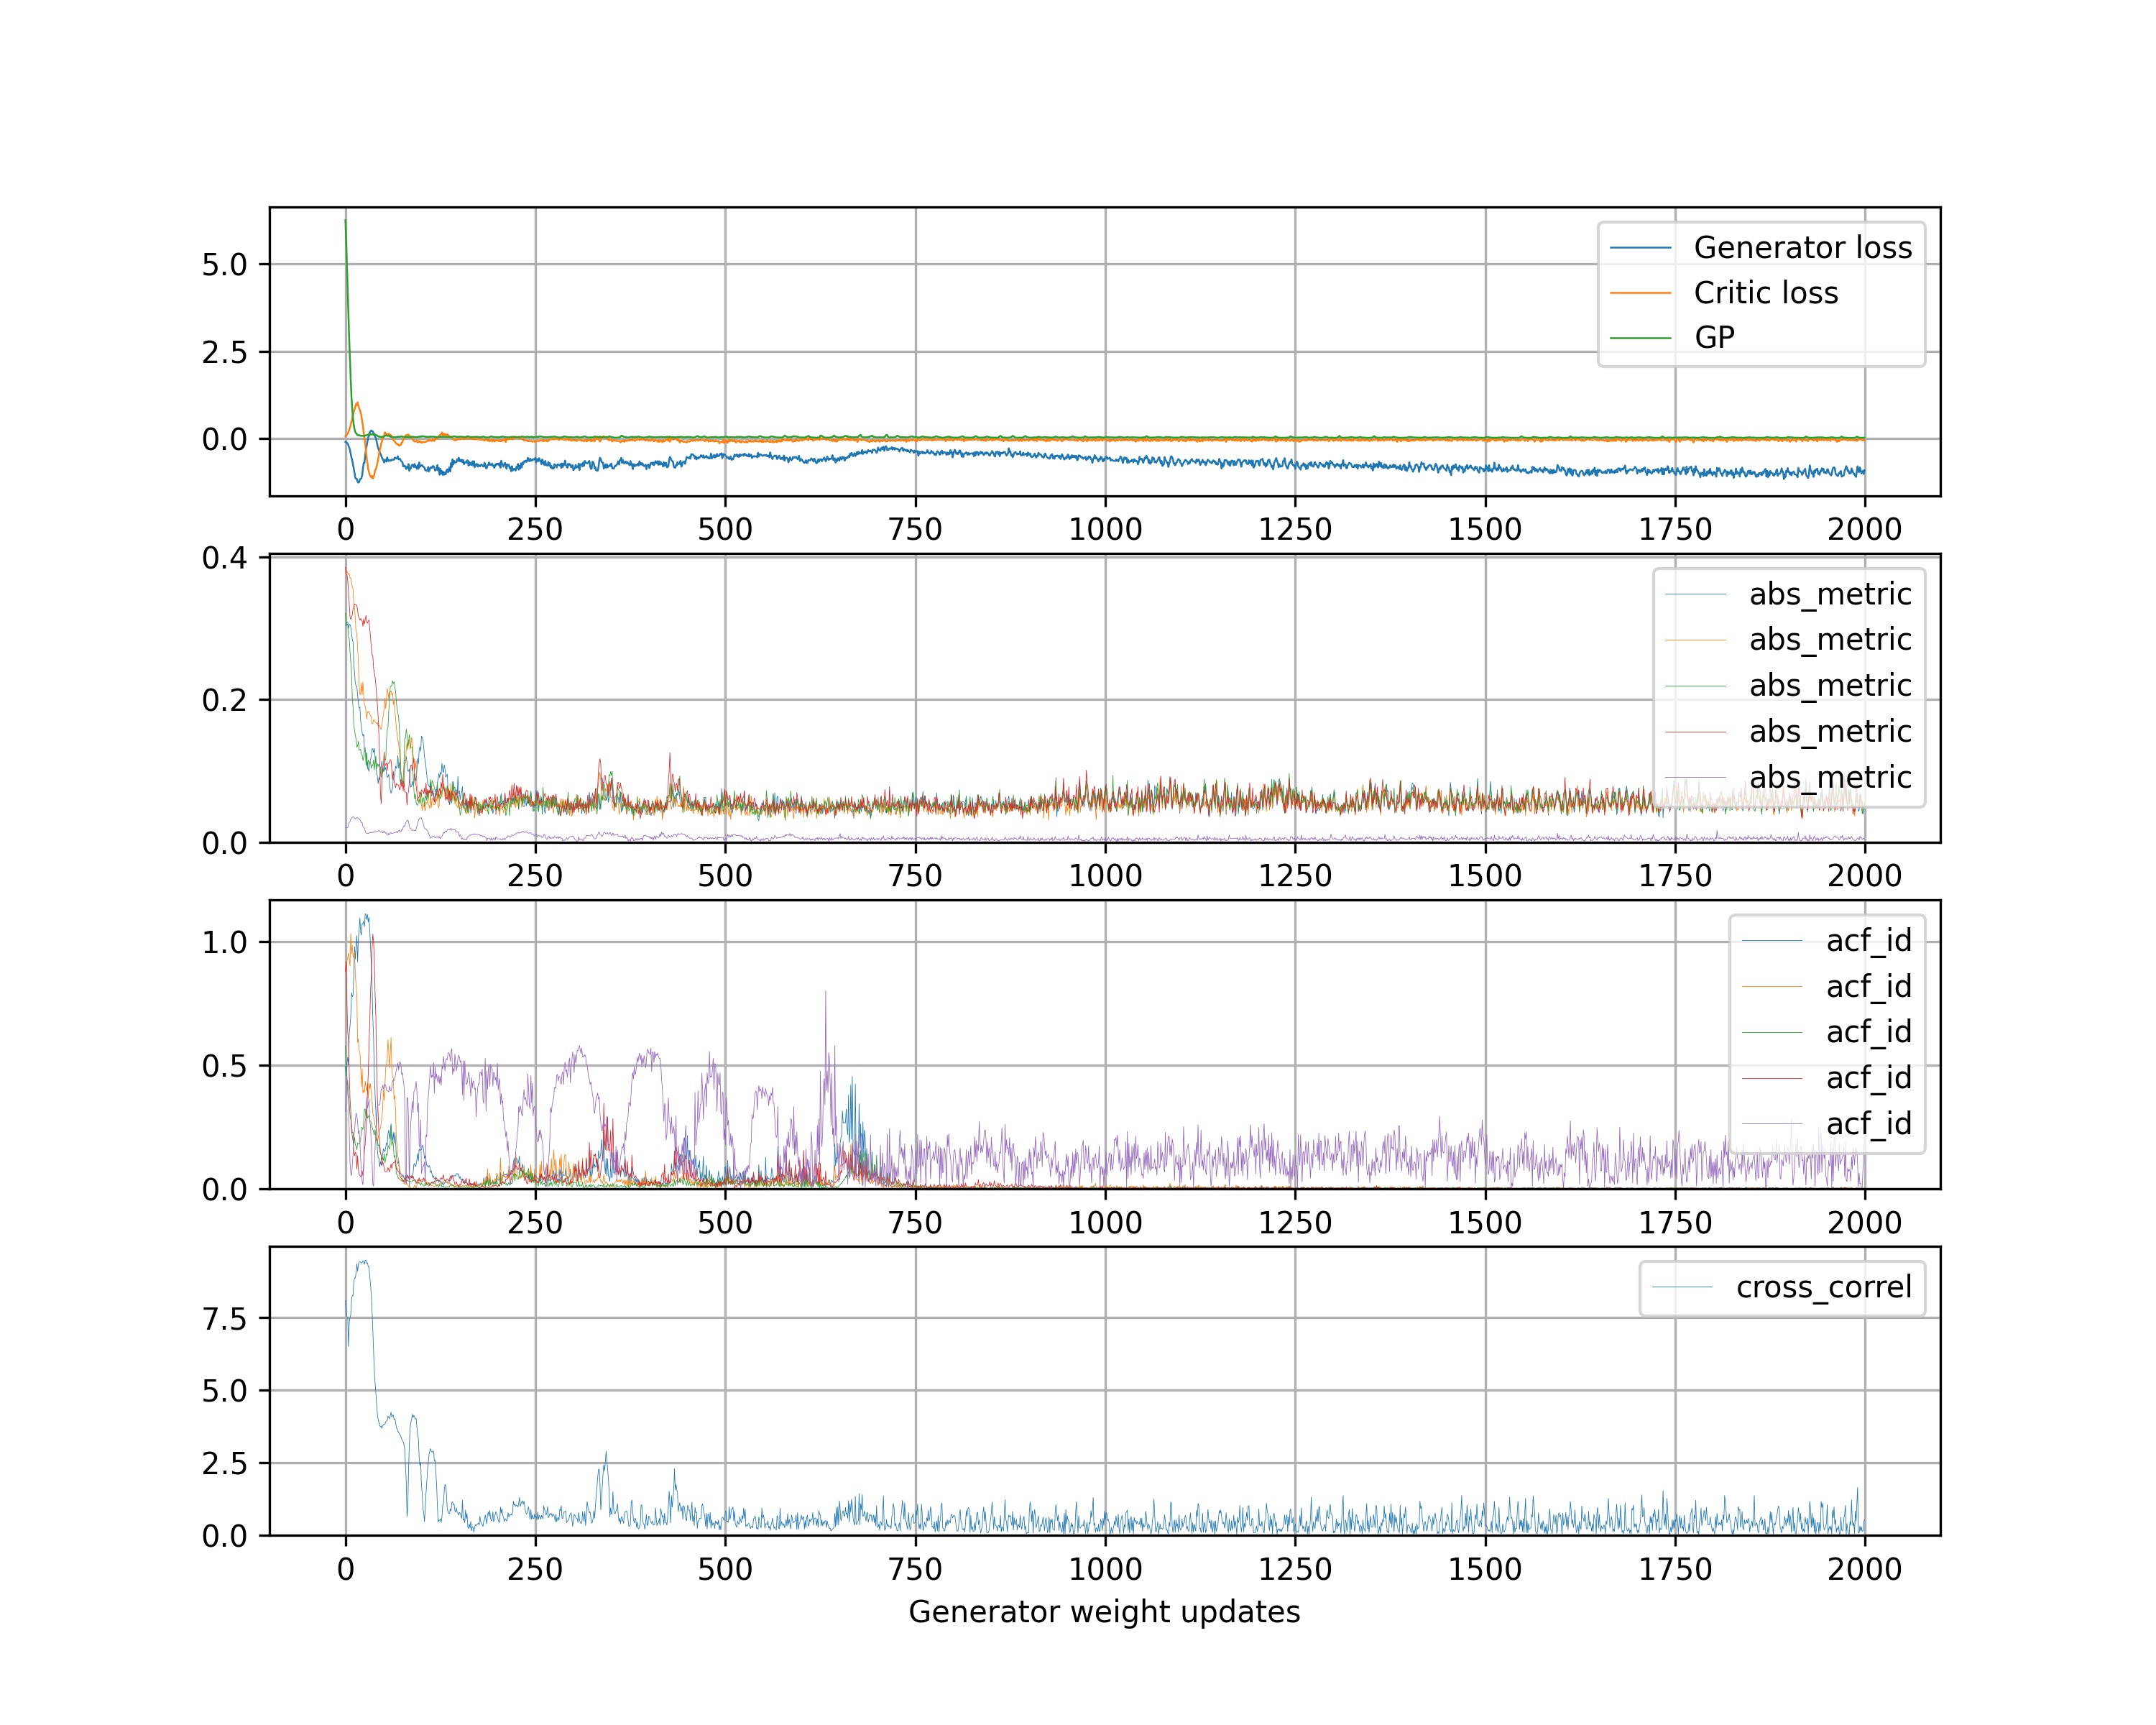 5.0
2.5
0.0
Generator loss
Critic loss
GP
0 250 500 750 1000 1250 1500 1750 2000
0.4
0.2
0.0
abs_metric
abs_metric
abs_metric
abs_metric
abs_metric
0 250 500 750 1000 1250 1500 1750 2000
1.0
0.5
0.0
acf_id
acf_id
acf_id
acf_id
acf_id
0 250 500 750 1000 1250 1500 1750 2000
7.5
5.0
2.5
0.0
cross_correl
0 250 500 750 1000 1250 1500 1750 2000
Generator weight updates